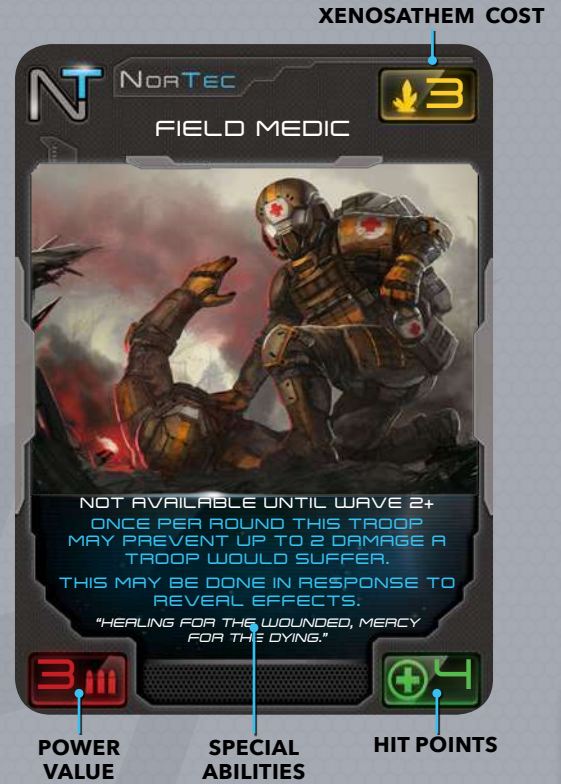 XENOSATHEM COST
NT NORTEC
3
FIELD MEDIC
NOT AVAILABLE UNTIL WAVE 2+
ONCE PER ROUND THIS TROOP
MAY PREVENT UP TO 2 DAMAGE A
TROOP WOULD SUFFER.
THIS MAY BE DONE IN RESPONSE TO
REVEAL EFFECTS.
"HEALING FOR THE WOUNDED, MERCY
FOR THE DYING."
3
4
POWER
VALUE
SPECIAL
ABILITIES
HIT POINTS